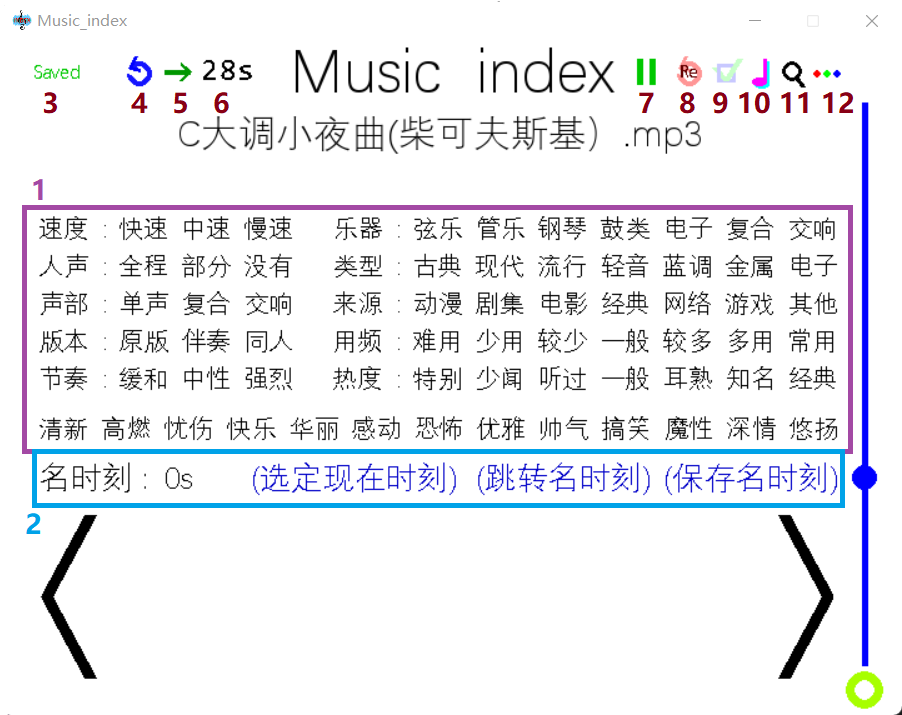 Music_index
Saved 28s Music index Re
3 4 5 6 7 8 9 10 11 12
C大调小夜曲(柴可夫斯基）.mp3
1
速度 : 快速 中速 慢速 乐器 : 弦乐 管乐 钢琴 鼓类 电子 复合 交响
人声 : 全程 部分 没有 类型 : 古典 现代 流行 轻音 蓝调 金属 电子
声部 : 单声 复合 交响 来源 : 动漫 剧集 电影 经典 网络 游戏 其他
版本 : 原版 伴奏 同人 用频 : 难用 少用 较少 一般 较多 多用 常用
节奏 : 缓和 中性 强烈 热度 : 特别 少闻 听过 一般 耳熟 知名 经典
清新 高燃 忧伤 快乐 华丽 感动 恐怖 优雅 帅气 搞笑 魔性 深情 悠扬
名时刻 : 0s (选定现在时刻) (跳转名时刻) (保存名时刻)
2